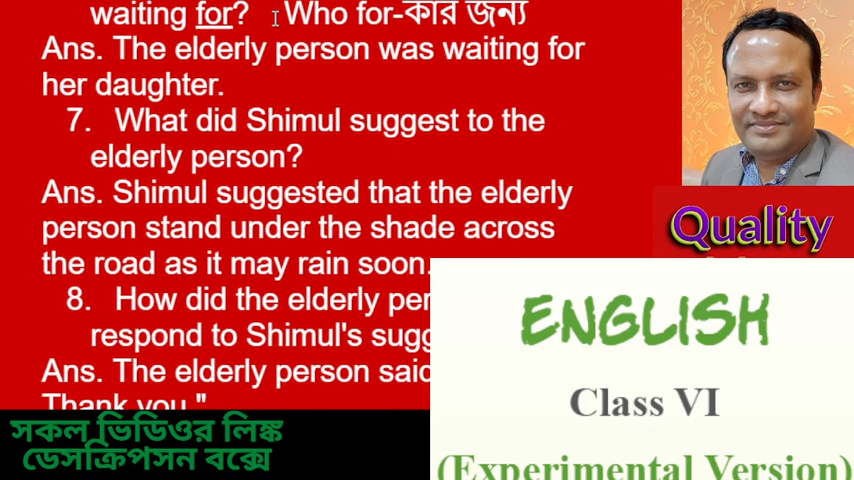 waiting for? Who for-কার জন্য
Ans. The elderly person was waiting for
her daughter.
7. What did Shimul suggest to the
elderly person?
Ans. Shimul suggested that the elderly
person stand under the shade across
the road as it may rain soon.
8. How did the elderly per
respond to Shimul's sugg
Ans. The elderly person said
Thank you."
Quality
ENGLISH
Class VI
(Experimental Version)
সকল ভিডিওর লিঙ্ক
ডেসক্রিপসন বক্সে